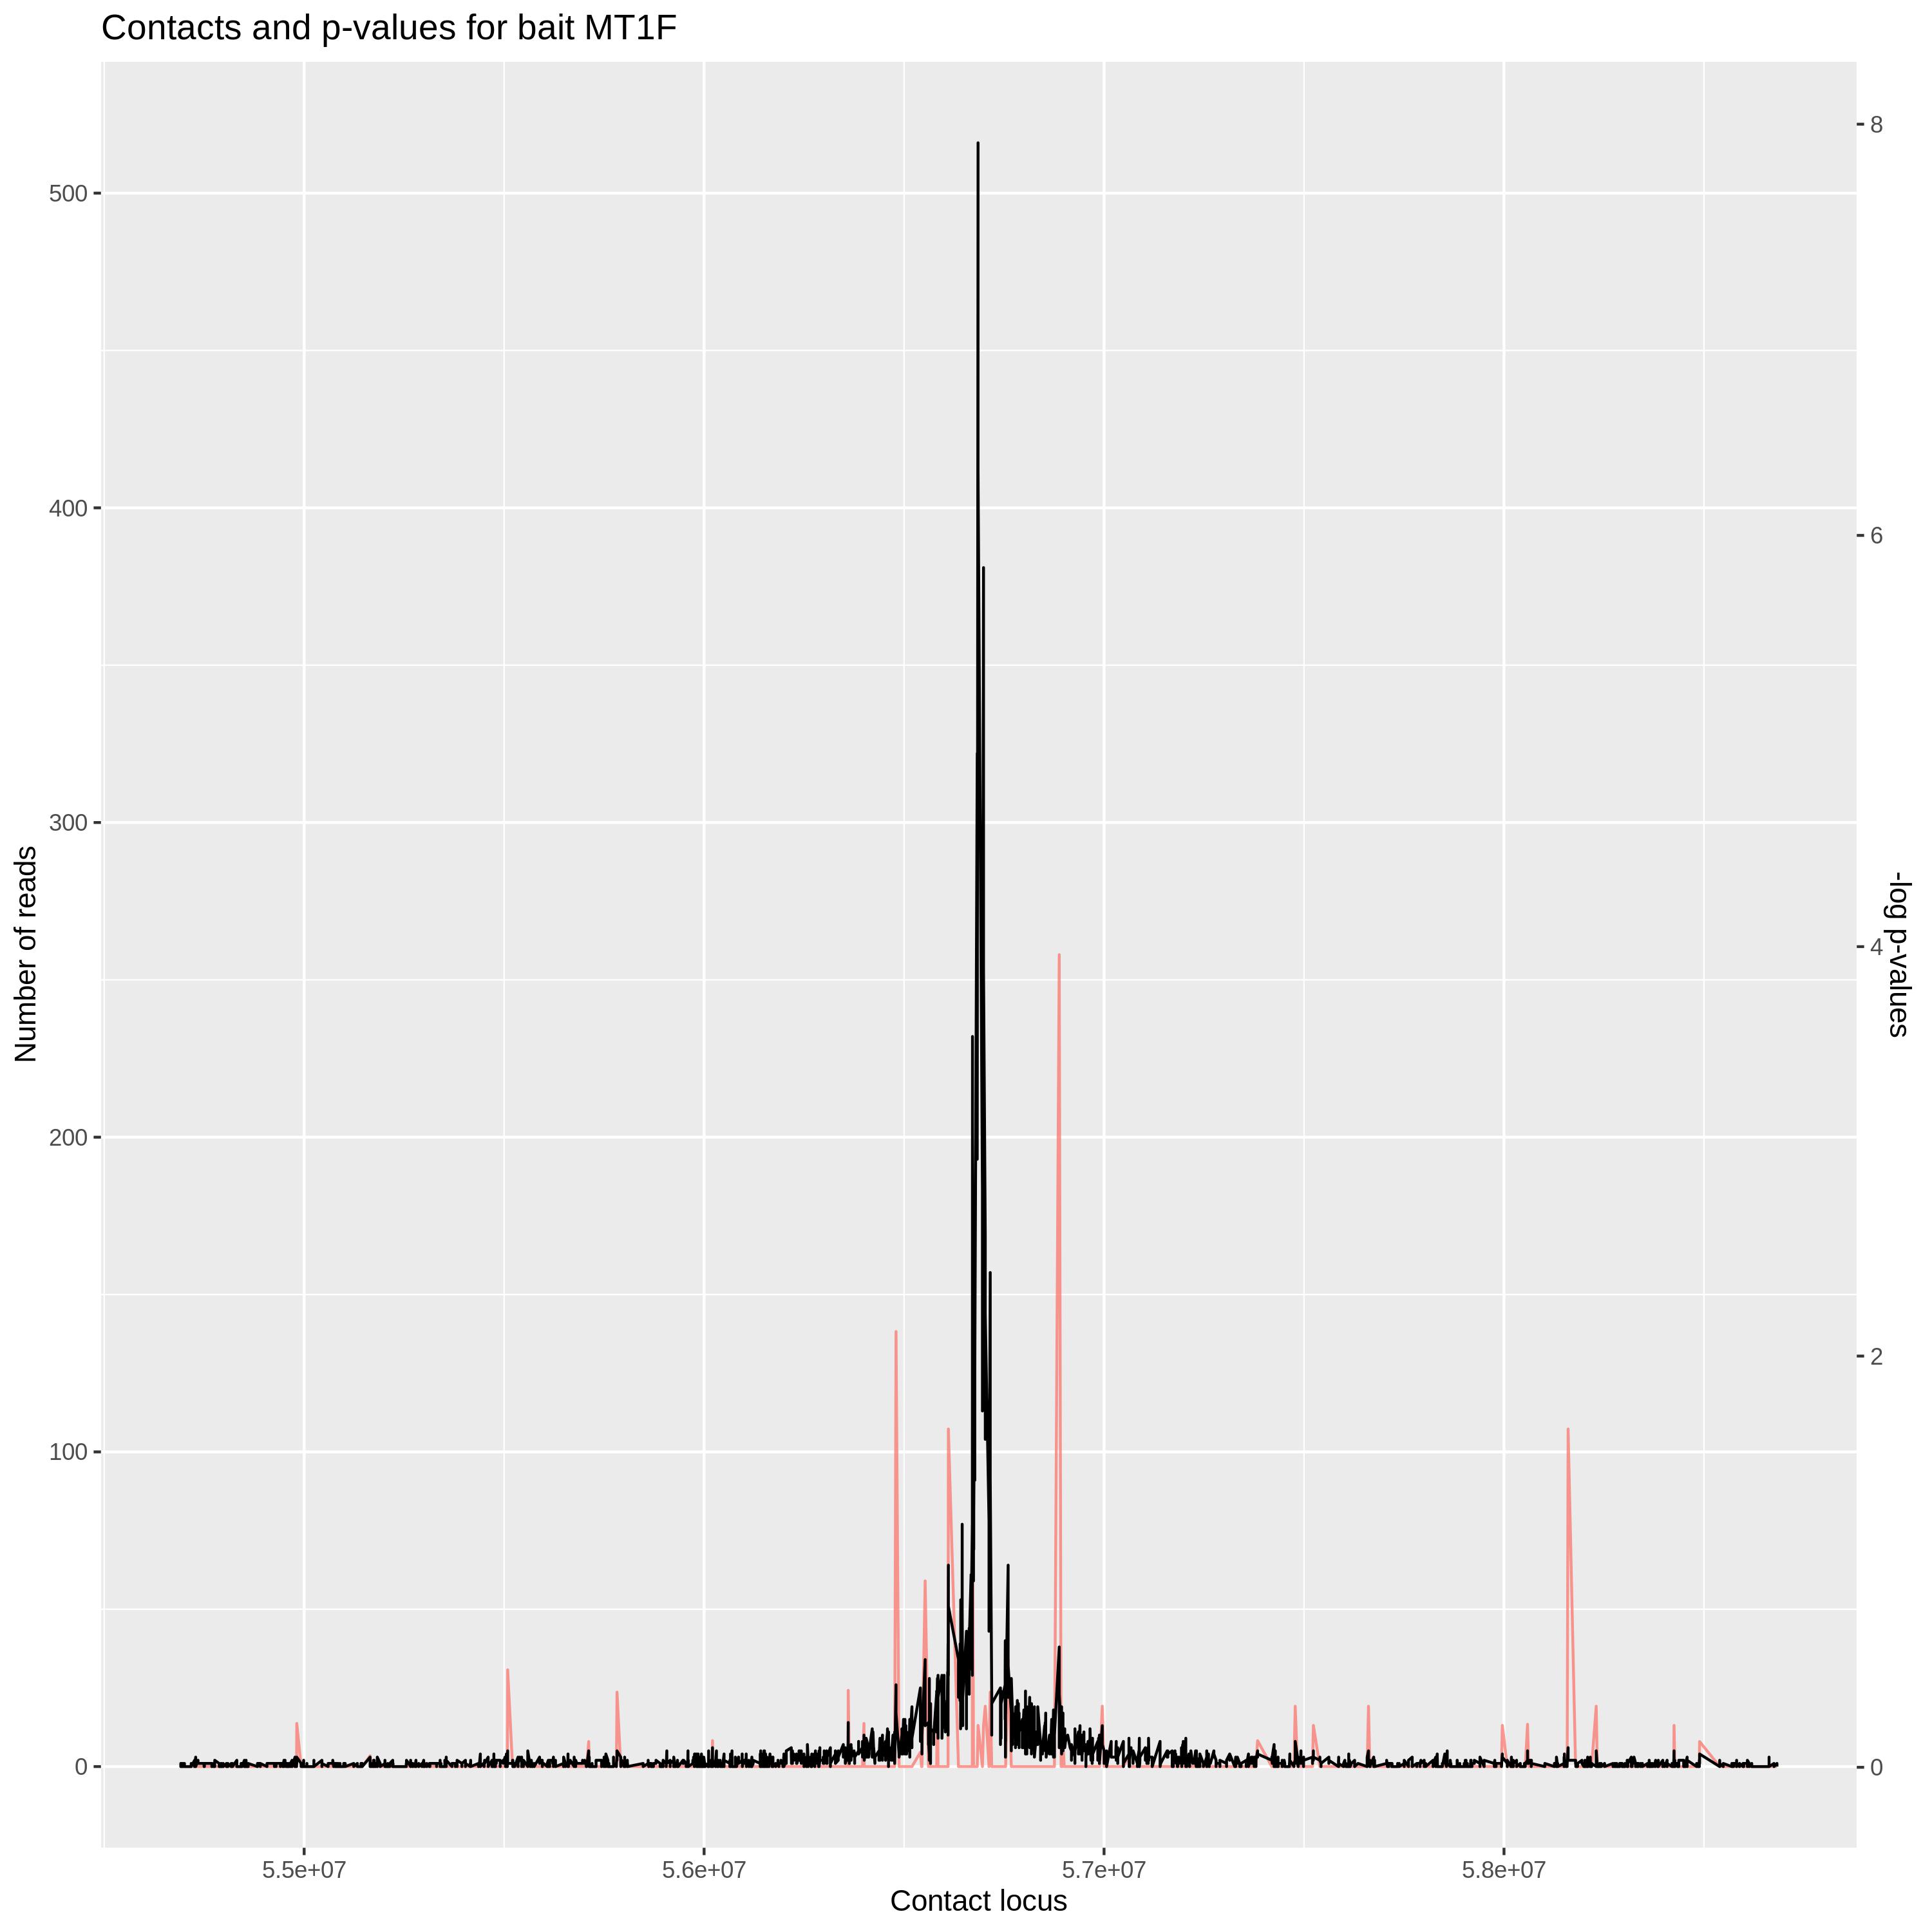 Contacts and p-values for bait MT1F
500
400
300
200
100
0
Number of reads
8
6
4
2
0
-log p-values
5.5e+07
5.6e+07
5.7e+07
5.8e+07
Contact locus